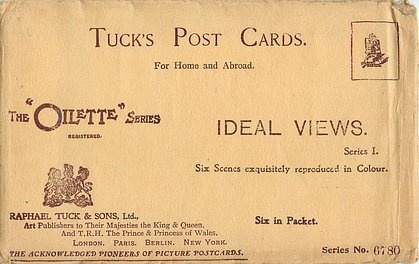 TUCK'S POST CARDS.
For Home and Abroad.
THE "OILETTE" SERIES
REGISTERED.
IDEAL VIEWS.
Series I.
Six Scenes exquisitely reproduced in Colour.
RAPHAEL TUCK & SONS, Ltd.,
Art Publishers to Their Majesties the King & Queen,
And T.R.H. The Prince & Princess of Wales.
LONDON. PARIS. BERLIN. NEW YORK.
THE ACKNOWLEDGED PIONEERS OF PICTURE POSTCARDS.
Six in Packet.
Series No. 6780